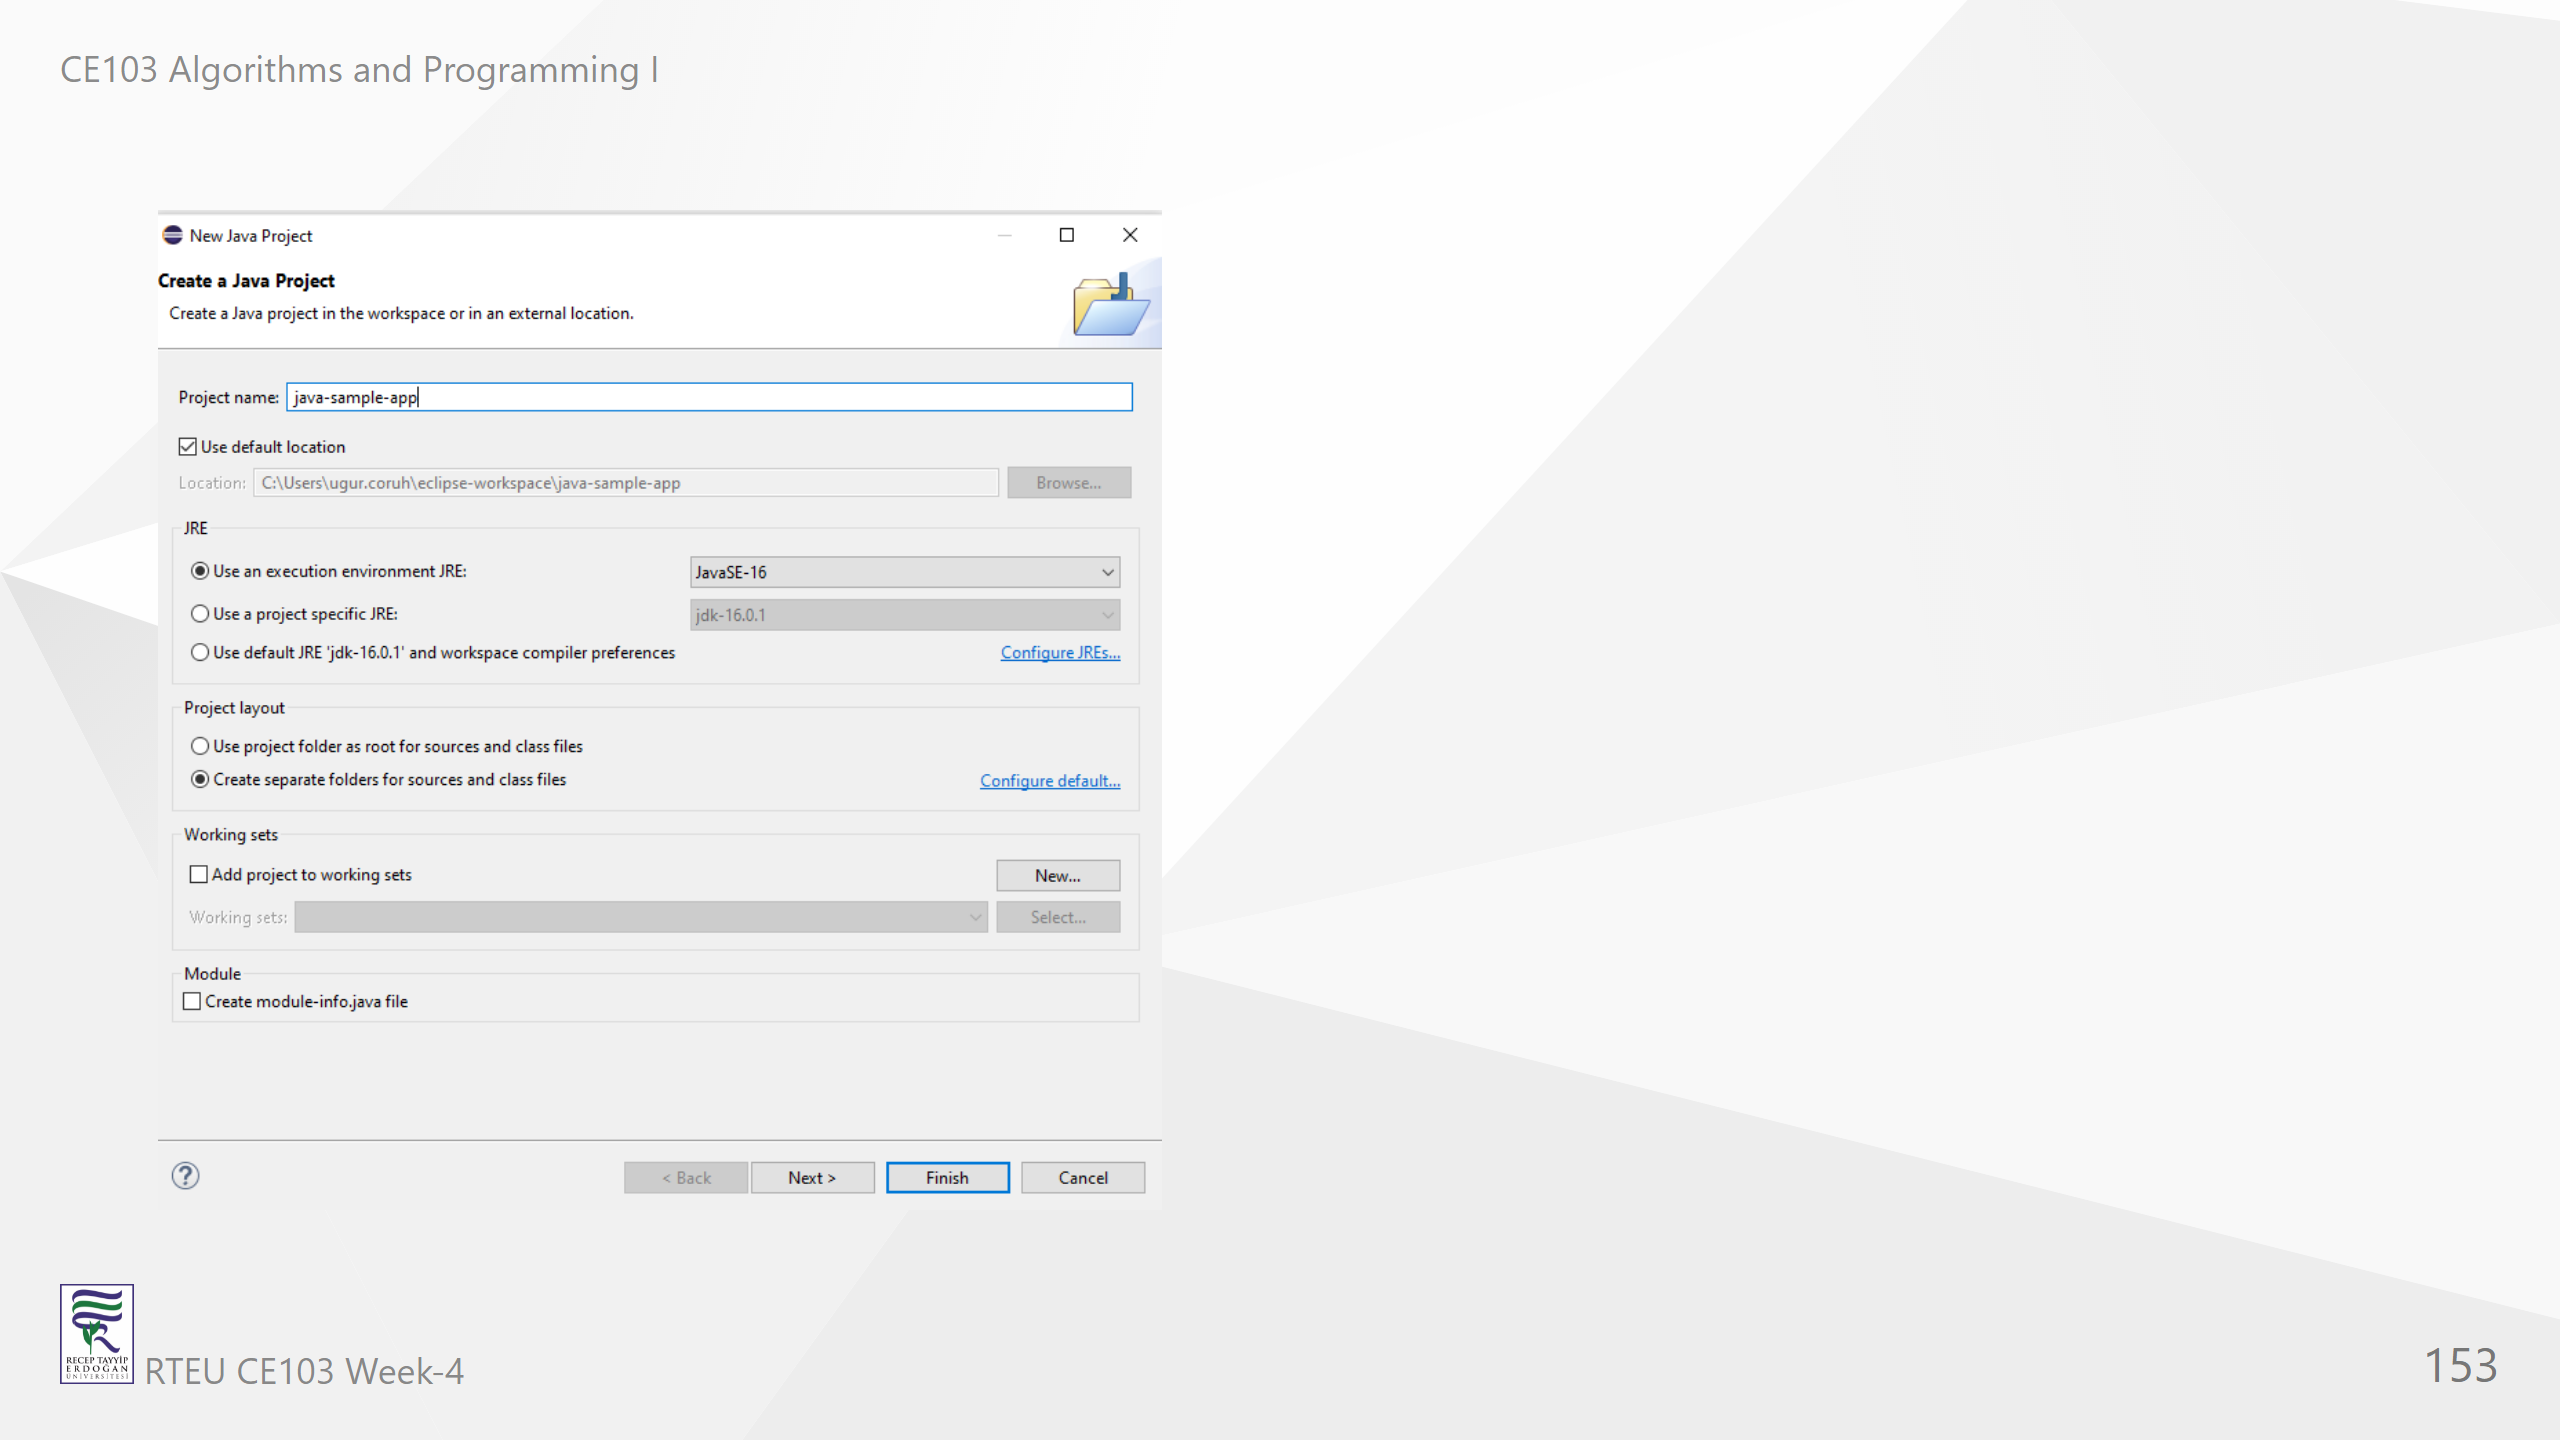 CE103 Algorithms and Programming I
New Java Project
Create a Java Project
Create a Java project in the workspace or in an external location.
Project name: java-sample-app
Use default location
Location: C:\Users\ugur.coruh\eclipse-workspace\java-sample-app Browse...
JRE
Use an execution environment JRE: JavaSE-16
Use a project specific JRE: jdk-16.0.1
Use default JRE 'jdk-16.0.1' and workspace compiler preferences Configure JREs...
Project layout
Use project folder as root for sources and class files
Create separate folders for sources and class files Configure default...
Working sets
Add project to working sets New...
Working sets: Select...
Module
Create module-info.java file
? < Back Next > Finish Cancel
RECEP TAYYİP
ERDOĞAN
ÜNİVERSİTESİ
RTEU CE103 Week-4
153